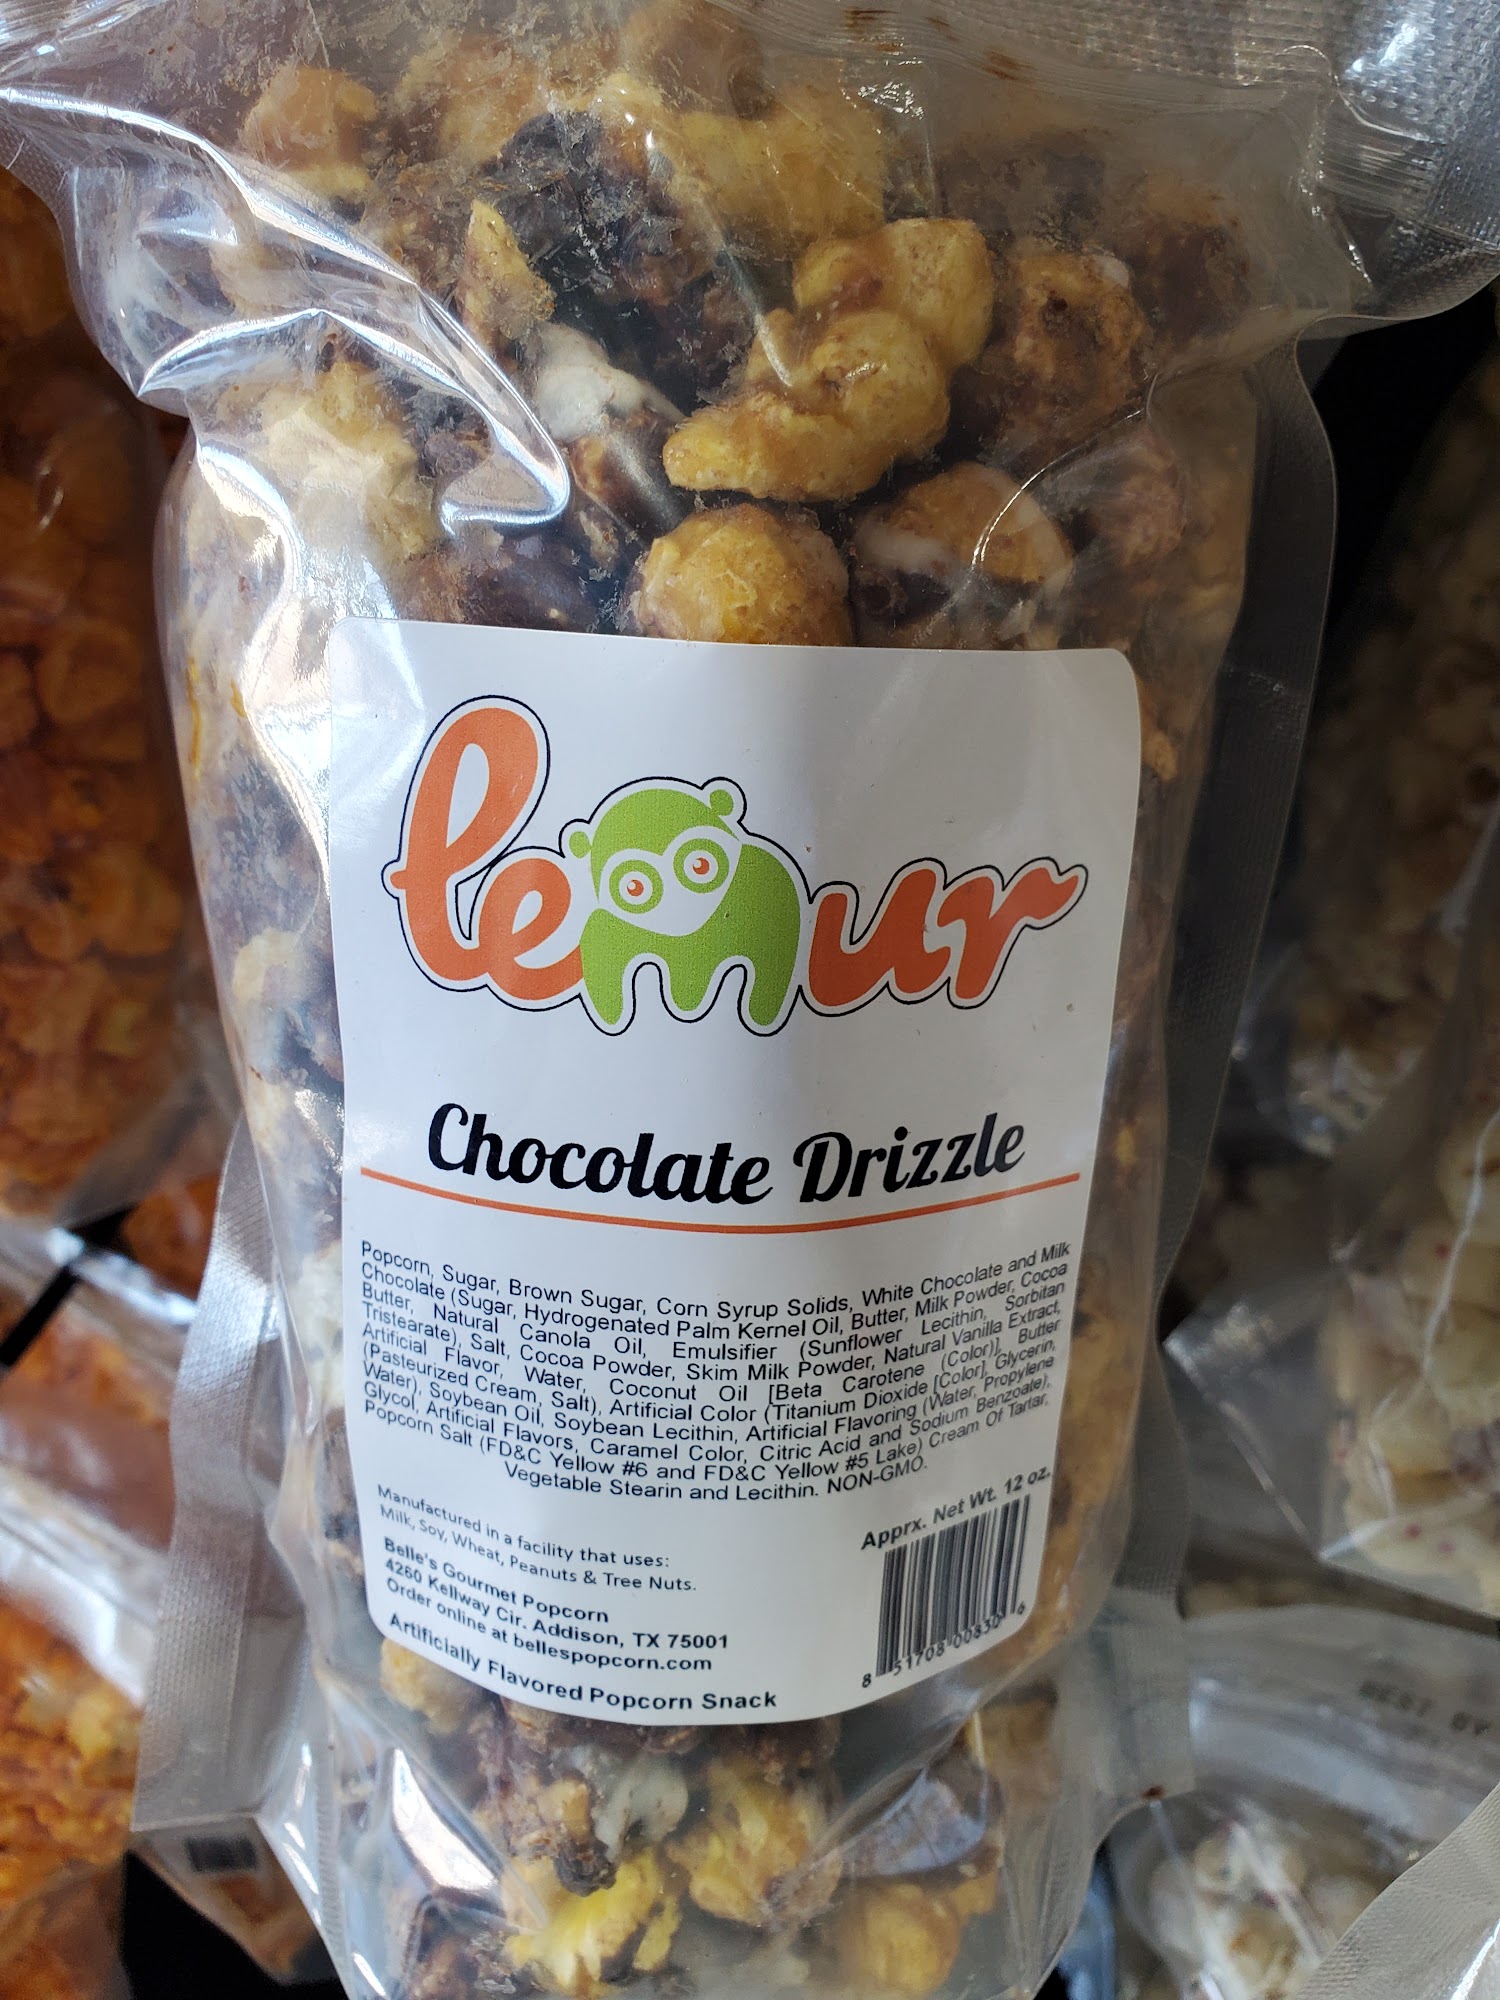 lemur
Chocolate Drizzle
Popcorn, Sugar, Brown Sugar, Corn Syrup Solids, White Chocolate and Milk
Chocolate (Sugar, Hydrogenated Palm Kernel Oil, Butter, Milk Powder, Cocoa
Butter, Natural Canola Oil, Emulsifier (Sunflower Lecithin, Sorbitan
Tristearate), Salt, Cocoa Powder, Skim Milk Powder, Natural Vanilla Extract,
Artificial Flavor, Water, Coconut Oil [Beta Carotene (Color)], Butter
(Pasteurized Cream, Salt), Artificial Color (Titanium Dioxide [Color], Glycerin,
Water), Soybean Oil, Soybean Lecithin, Artificial Flavoring (Water, Propylene
Glycol, Artificial Flavors, Caramel Color, Citric Acid and Sodium Benzoate),
Popcorn Salt (FD&C Yellow #6 and FD&C Yellow #5 Lake) Cream Of Tartar,
Vegetable Stearin and Lecithin. NON-GMO.
Manufactured in a facility that uses:
Milk, Soy, Wheat, Peanuts & Tree Nuts.
Belle's Gourmet Popcorn
4260 Kellway Cir. Addison, TX 75001
Order online at bellespopcorn.com
Artificially Flavored Popcorn Snack
Apprx. Net Wt. 12 oz.
8 51708 00830 6
BEST BY